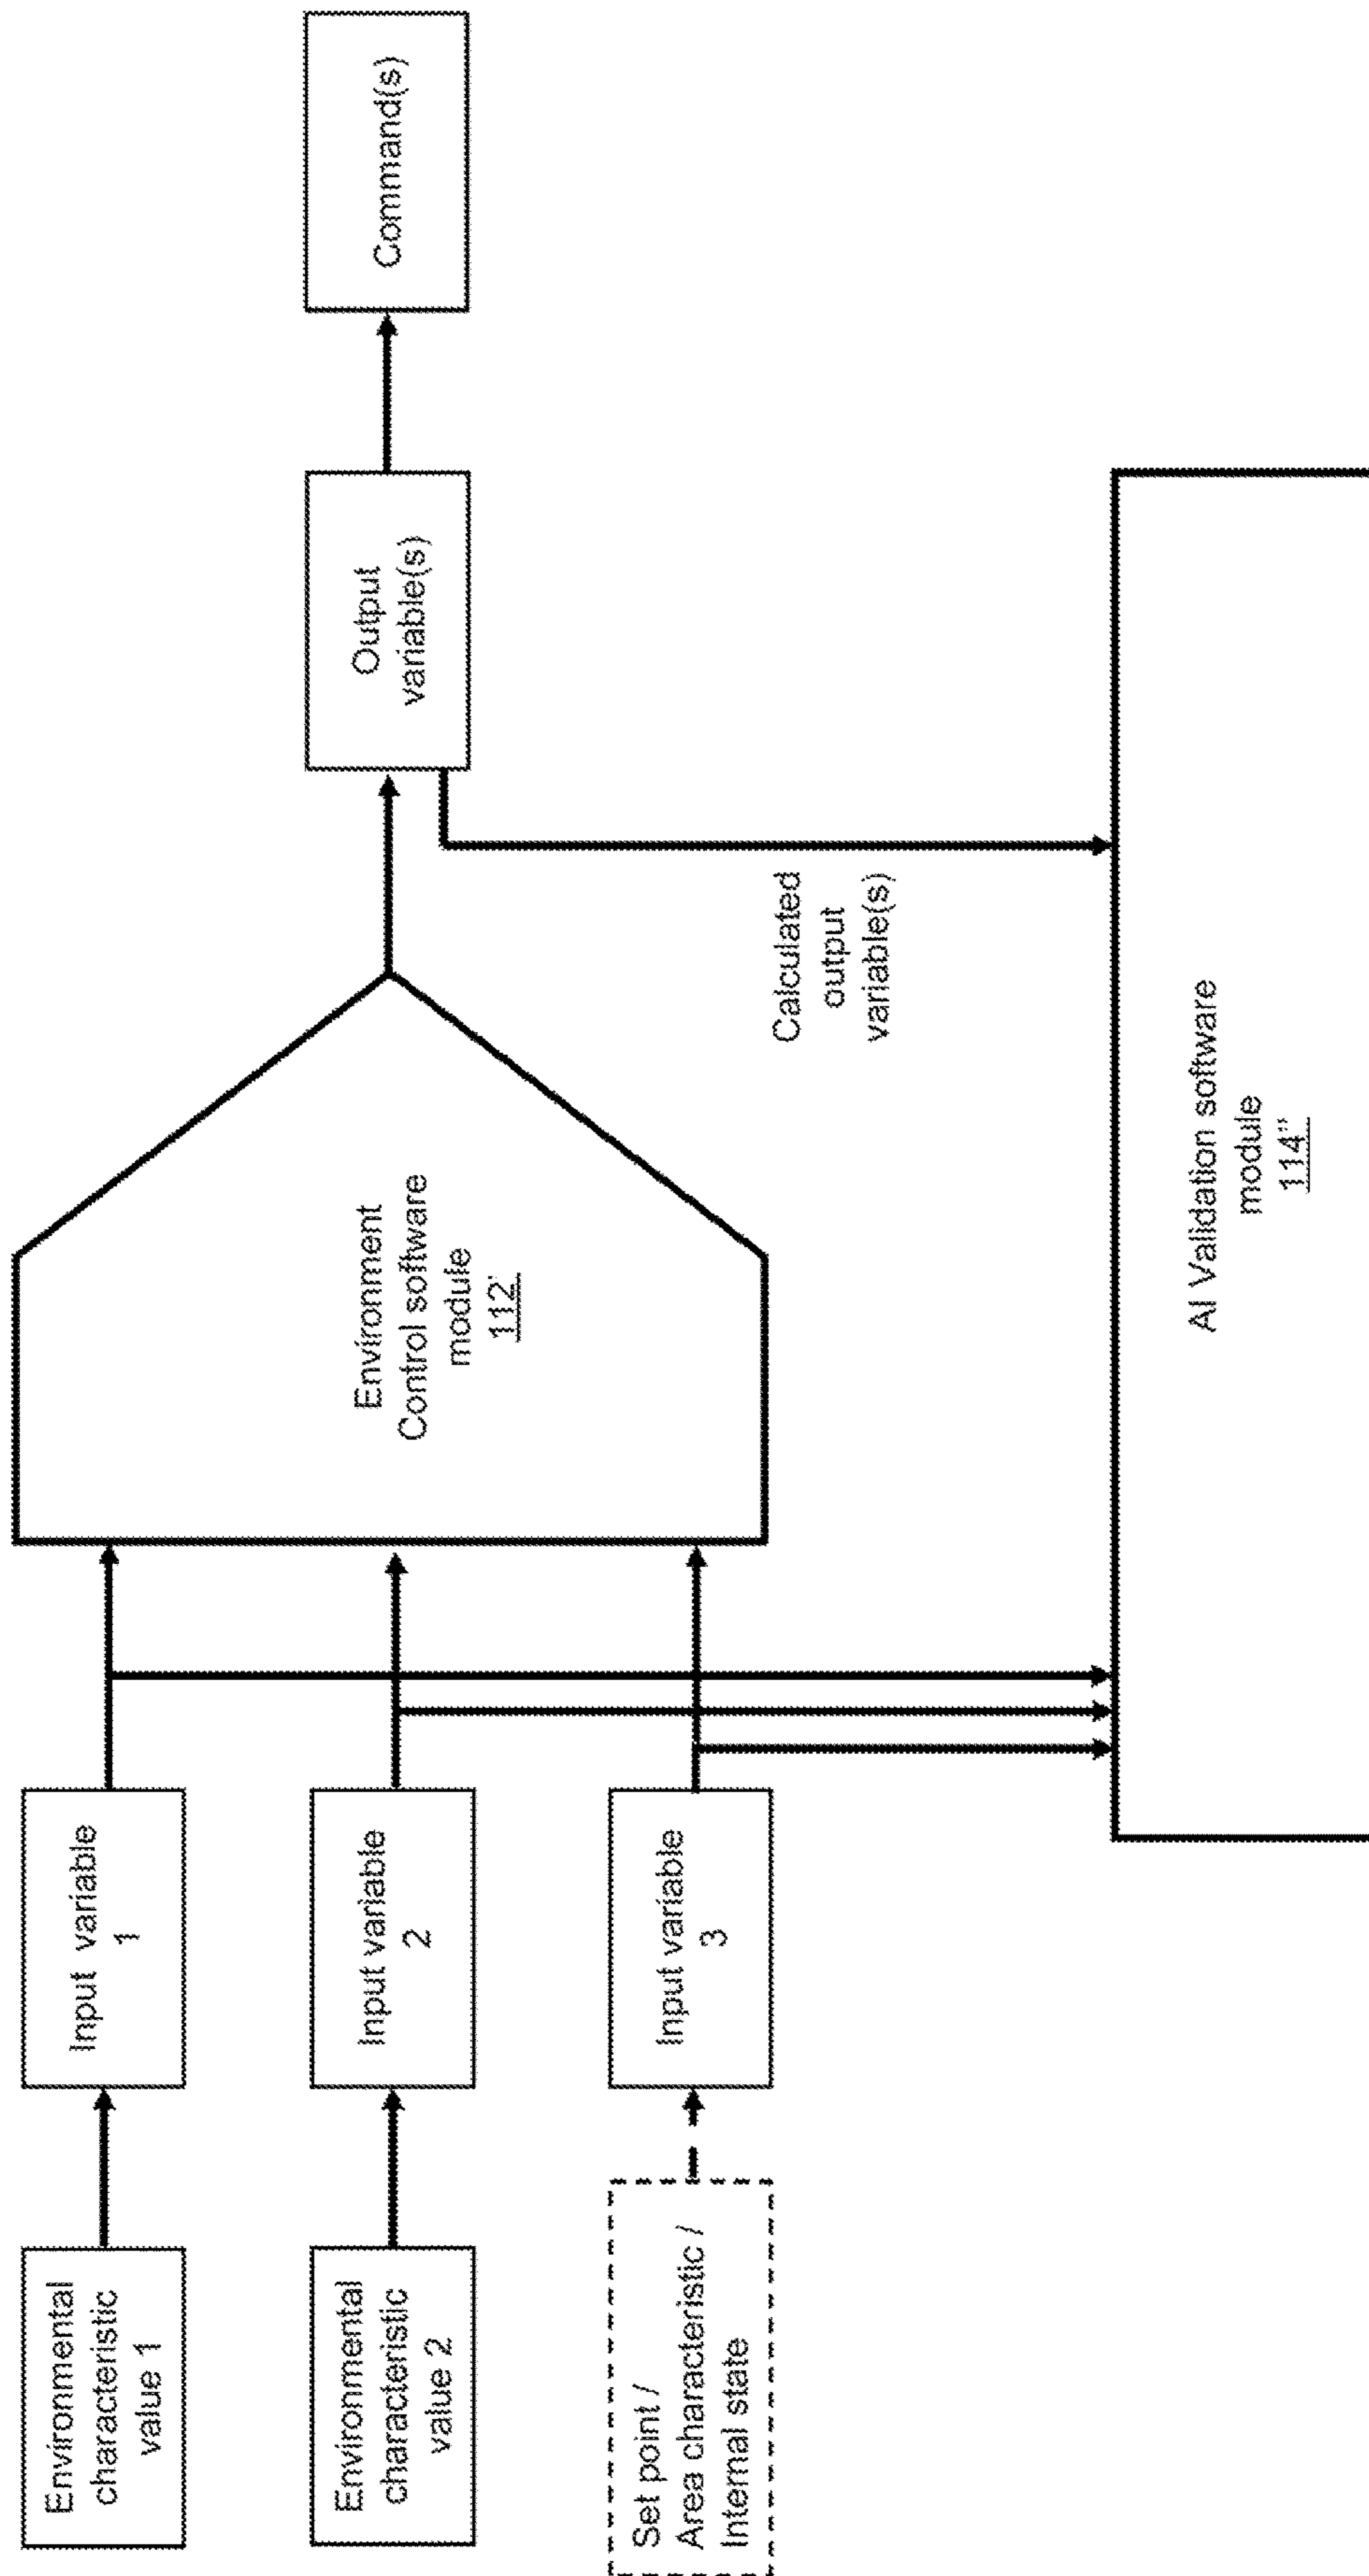 Environmental
characteristic
value 1
Input variable
1
Environmental
characteristic
value 2
Input variable
2
Set point /
Area characteristic /
Internal state
Input variable
3
Environment
Control software
module
112'
Output
variable(s)
Command(s)
Calculated
output
variable(s)
AI Validation software
module
114"